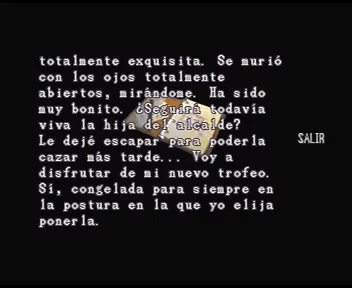 totalmente exquisita. Se murió
con los ojos totalmente
abiertos, mirándome. Ha sido
muy bonito. ¿Seguirá todavía
viva la hija del alcalde?
Le dejé escapar para poderla
cazar más tarde... Voy a
disfrutar de mi nuevo trofeo.
Sí, congelada para siempre en
la postura en la que yo elija
ponerla.
SALIR